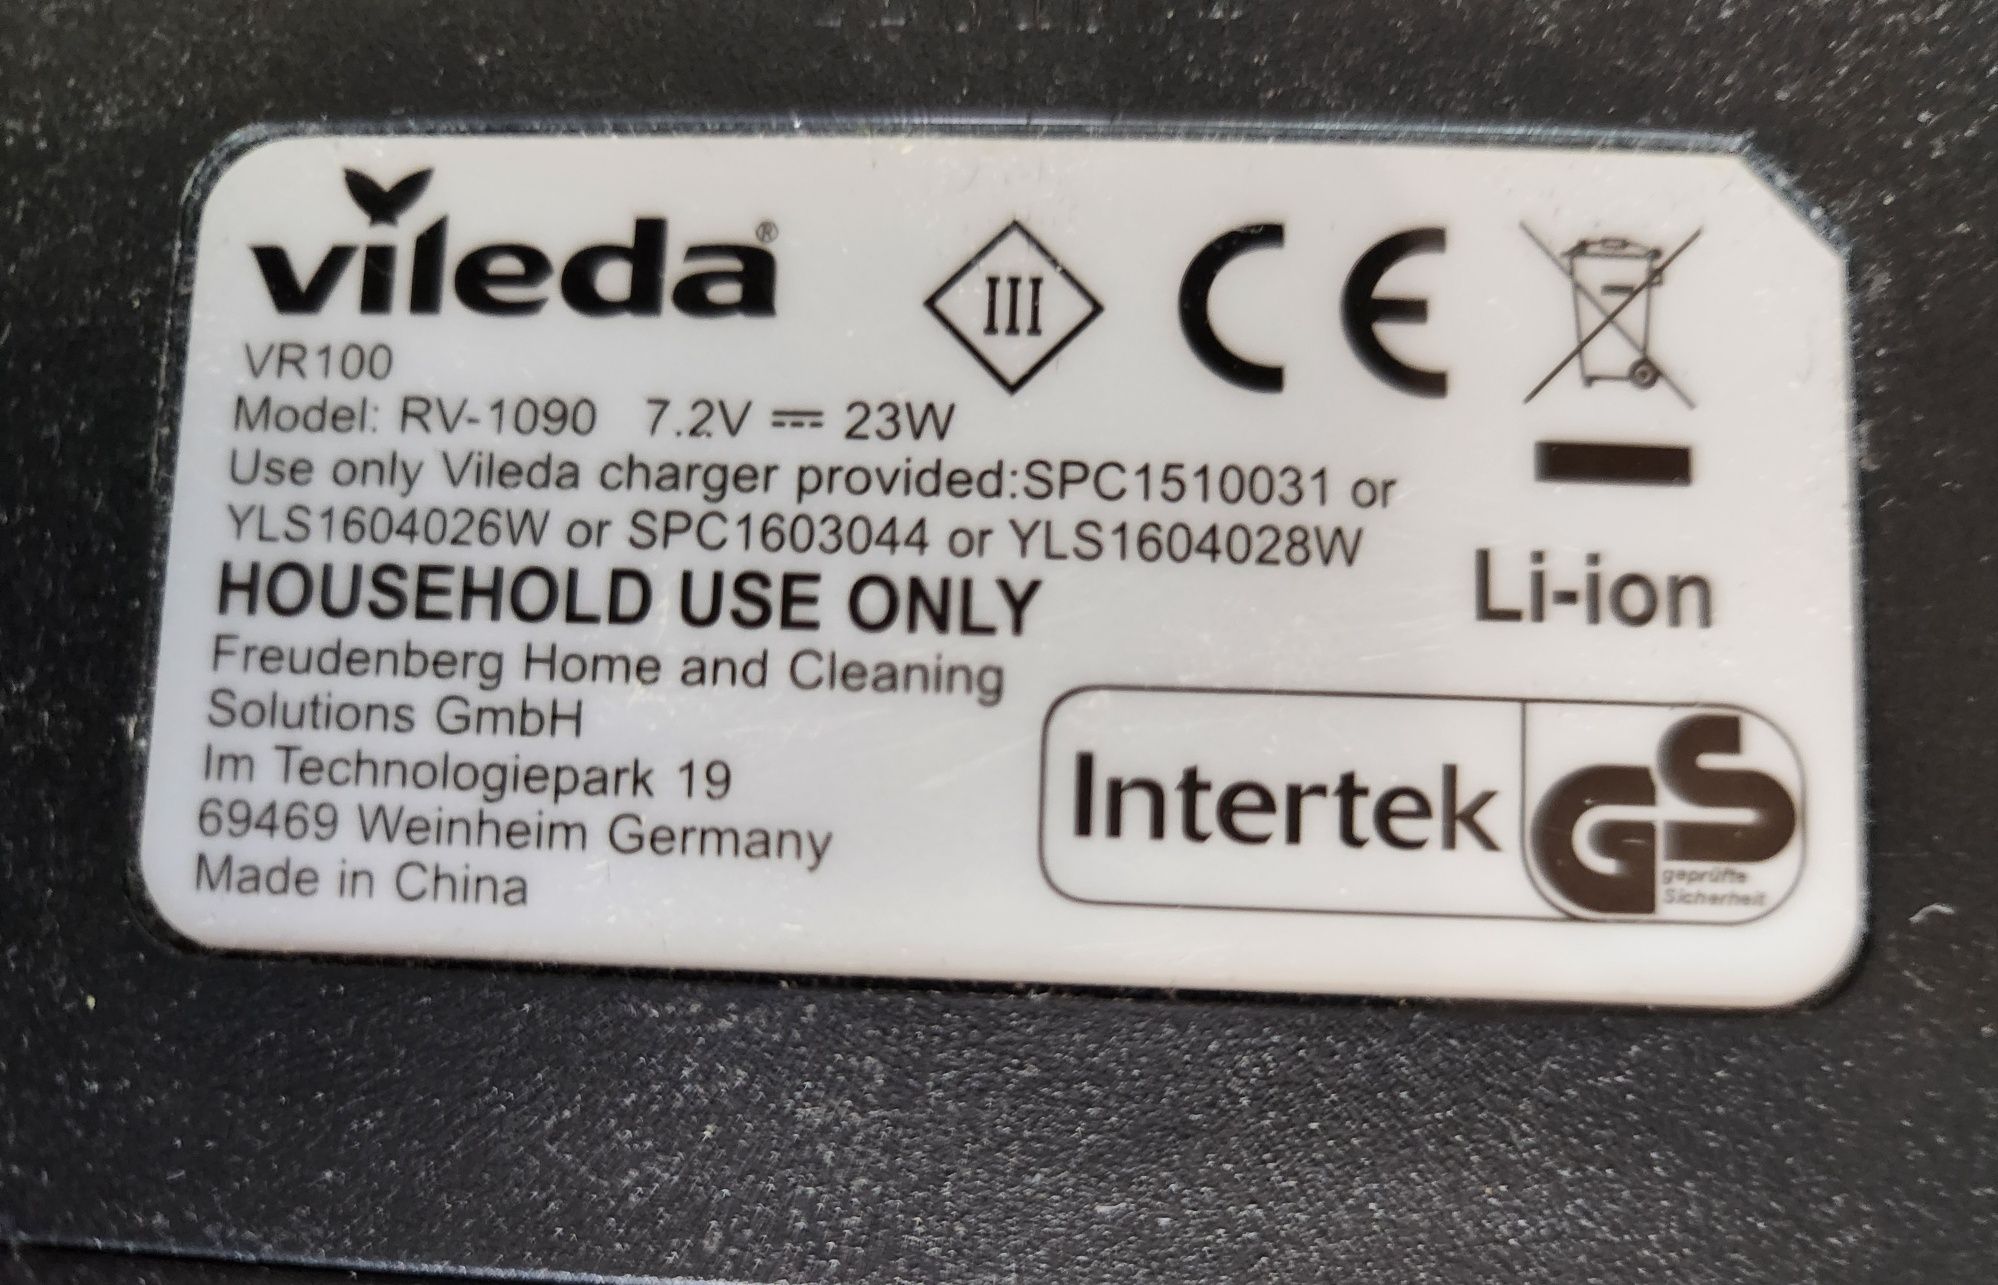 vileda®
III
CE
VR100
Model: RV-1090 7.2V ⎓ 23W
Use only Vileda charger provided:SPC1510031 or
YLS1604026W or SPC1603044 or YLS1604028W
HOUSEHOLD USE ONLY
Li-ion
Freudenberg Home and Cleaning
Solutions GmbH
Im Technologiepark 19
69469 Weinheim Germany
Made in China
Intertek
GS
geprüfte
Sicherheit